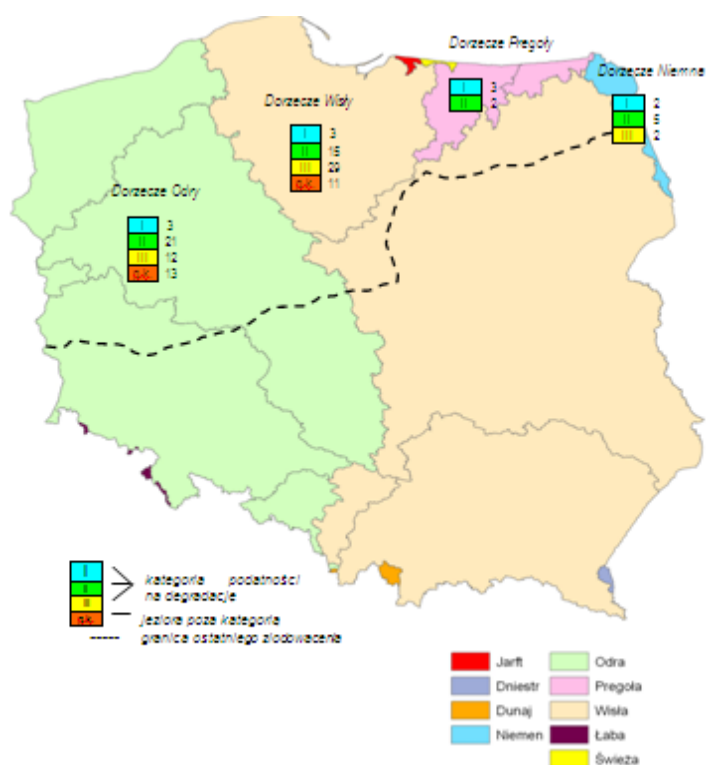 Dorzecze Pregoły
Dorzecze Niemna
Dorzecze Wisły
Dorzecze Odry
I 3
II 2
I 2
II 5
III 2
I 3
II 15
III 29
11
I 3
II 21
III 12
13
I
II
kategoria podatności
na degradację
jeziora poza kategoria
granica ostatniego zlodowacenia
Jarft
Odra
Dniestr
Pregoła
Dunaj
Wisła
Niemen
Łaba
Świeża